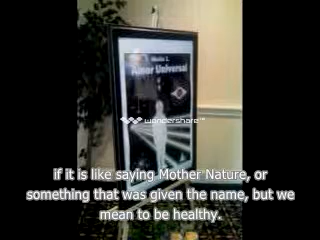 Amor Universal
wondershare™
if it is like saying Mother Nature, or
something that was given the name, but we
mean to be healthy.